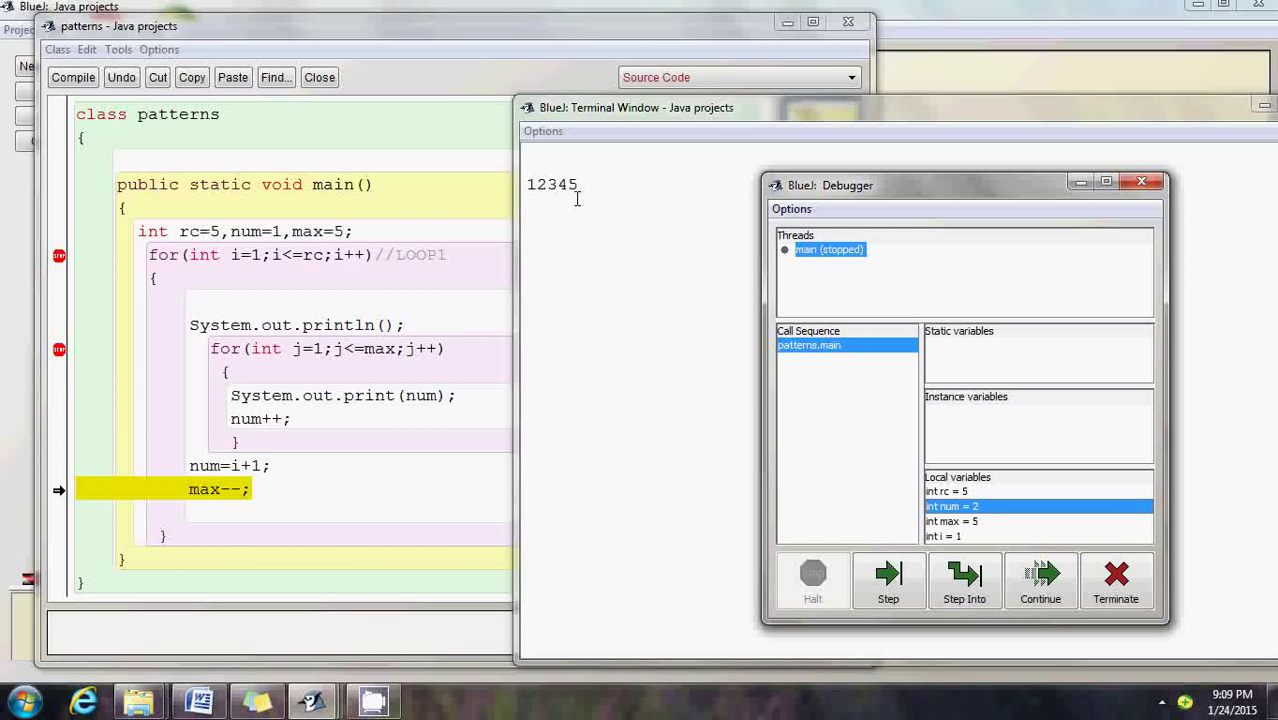 BlueJ: Java projects
patterns - Java projects
Class Edit Tools Options
Compile Undo Cut Copy Paste Find... Close Source Code
class patterns
{
public static void main()
{
int rc=5,num=1,max=5;
for(int i=1;i<=rc;i++)//LOOP1
{
System.out.println();
for(int j=1;j<=max;j++)
{
System.out.print(num);
num++;
}
num=i+1;
max--;
}
}
}
BlueJ: Terminal Window - Java projects
Options
12345
BlueJ: Debugger
Options
Threads
main (stopped)
Call Sequence
patterns.main
Static variables
Instance variables
Local variables
int rc = 5
int num = 2
int max = 5
int i = 1
Halt Step Step Into Continue Terminate
9:09 PM
1/24/2015